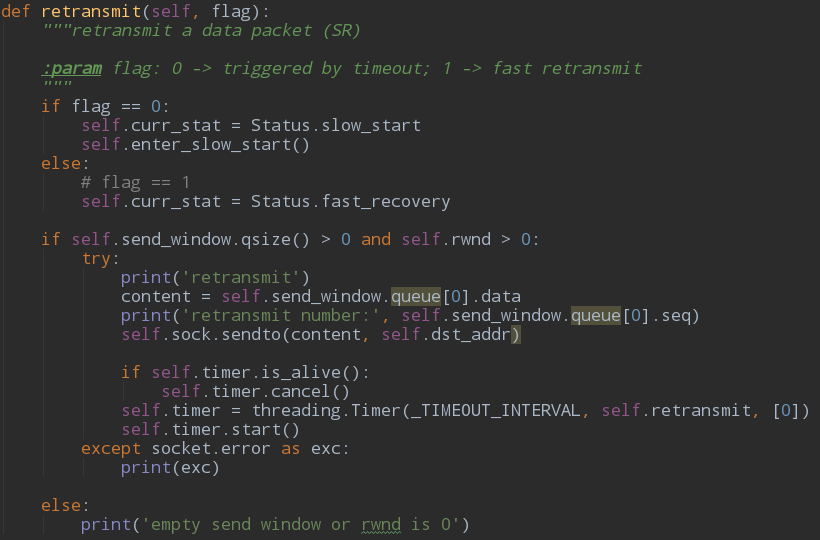 def retransmit(self, flag):
    """retransmit a data packet (SR)
    :param flag: 0 -> triggered by timeout; 1 -> fast retransmit
    """
    if flag == 0:
        self.curr_stat = Status.slow_start
        self.enter_slow_start()
    else:
        # flag == 1
        self.curr_stat = Status.fast_recovery
    if self.send_window.qsize() > 0 and self.rwnd > 0:
        try:
            print('retransmit')
            content = self.send_window.queue[0].data
            print('retransmit number:', self.send_window.queue[0].seq)
            self.sock.sendto(content, self.dst_addr)
            if self.timer.is_alive():
                self.timer.cancel()
            self.timer = threading.Timer(_TIMEOUT_INTERVAL, self.retransmit, [0])
            self.timer.start()
        except socket.error as exc:
            print(exc)
    else:
        print('empty send window or rwnd is 0')